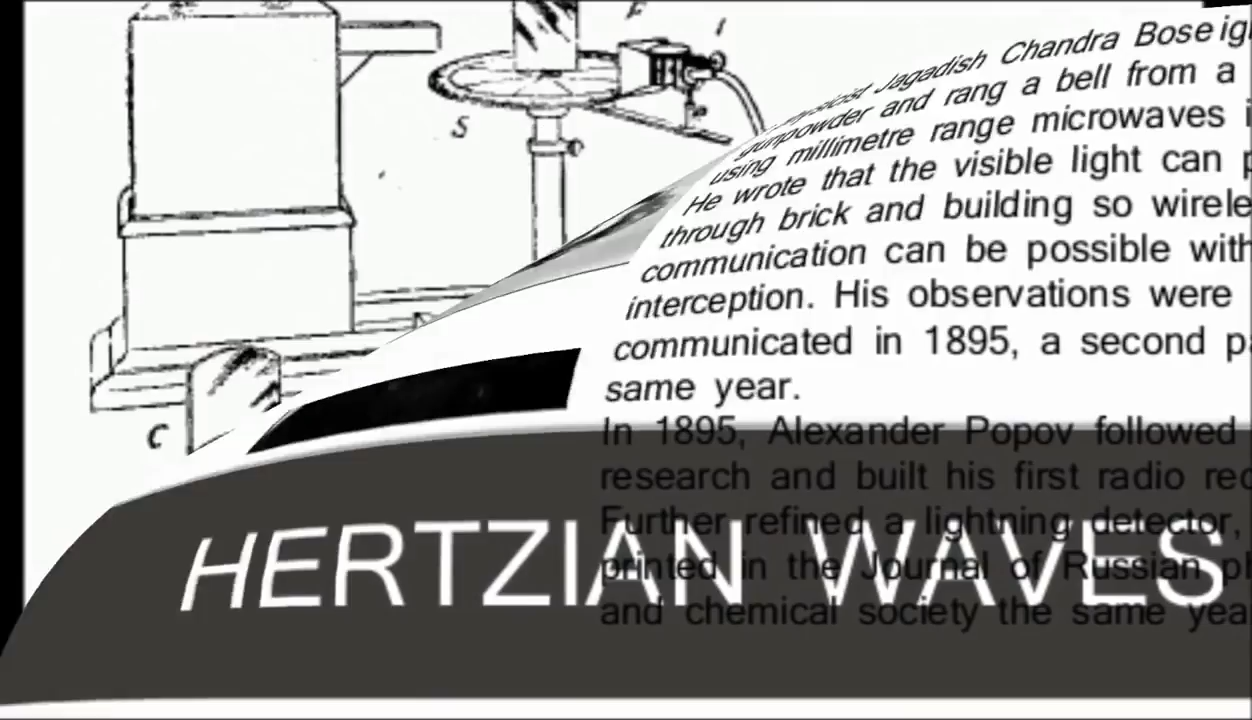 F
I
S
C
Jagadish Chandra Bose
gunpowder and rang a bell from a
using millimetre range microwaves
He wrote that the visible light can
through brick and building so
communication can be possible
interception. His observations were
communicated in 1895, a second
same year.
In 1895, Alexander Popov followed
research and built his first radio
Further refined a lightning detector,
printed in the Journal of Russian
and chemical society the same
HERTZIAN WAVES